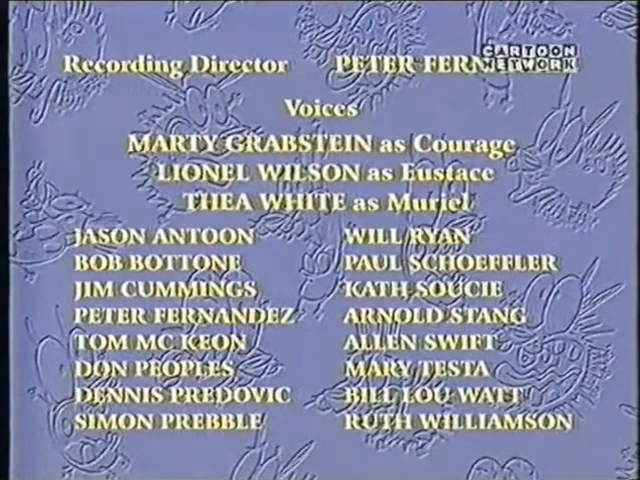 Recording Director PETER FERN
CARTOON
NETWORK
Voices
MARTY GRABSTEIN as Courage
LIONEL WILSON as Eustace
THEA WHITE as Muriel
JASON ANTOON WILL RYAN
BOB BOTTONE PAUL SCHOEFFLER
JIM CUMMINGS KATH SOUCIE
PETER FERNANDEZ ARNOLD STANG
TOM MC KEON ALLEN SWIFT
DON PEOPLES MARY TESTA
DENNIS PREDOVIC BILL LOU WATT
SIMON PREBBLE RUTH WILLIAMSON